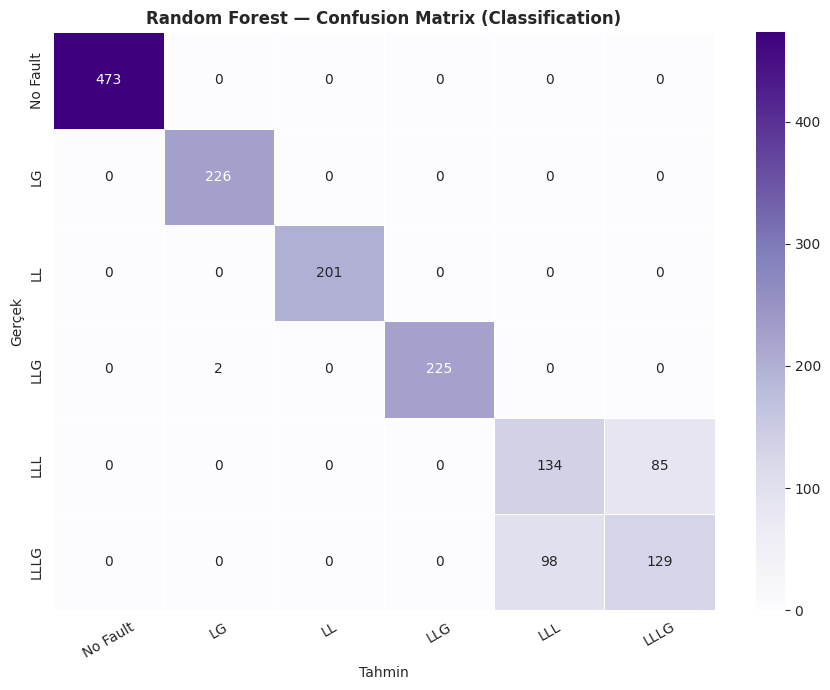 Random Forest — Confusion Matrix (Classification)
No Fault 473 0 0 0 0 0
LG 0 226 0 0 0 0
LL 0 0 201 0 0 0
LLG 0 2 0 225 0 0
LLL 0 0 0 0 134 85
LLLG 0 0 0 0 98 129
Gerçek
No Fault LG LL LLG LLL LLLG
Tahmin
400
300
200
100
0